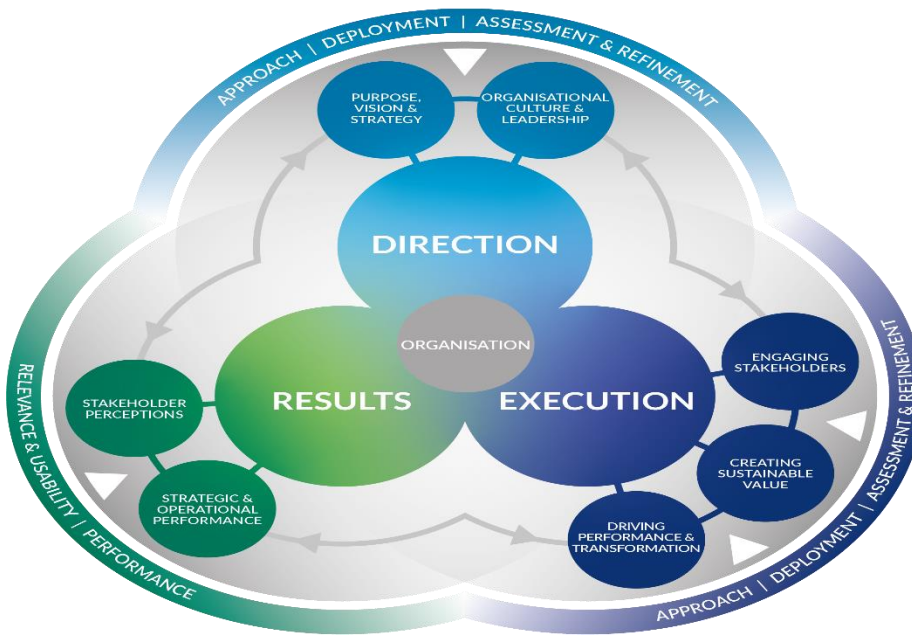 APPROACH | DEPLOYMENT | ASSESSMENT & REFINEMENT
PURPOSE,
VISION &
STRATEGY
ORGANISATIONAL
CULTURE &
LEADERSHIP
DIRECTION
ORGANISATION
RESULTS
EXECUTION
STAKEHOLDER
PERCEPTIONS
STRATEGIC &
OPERATIONAL
PERFORMANCE
ENGAGING
STAKEHOLDERS
CREATING
SUSTAINABLE
VALUE
DRIVING
PERFORMANCE &
TRANSFORMATION
RELEVANCE & USABILITY | PERFORMANCE
APPROACH | DEPLOYMENT | ASSESSMENT & REFINEMENT